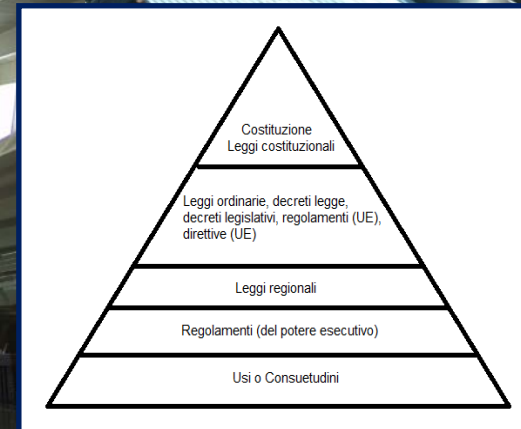 Costituzione
Leggi costituzionali
Leggi ordinarie, decreti legge,
decreti legislativi, regolamenti (UE),
direttive (UE)
Leggi regionali
Regolamenti (del potere esecutivo)
Usi o Consuetudini